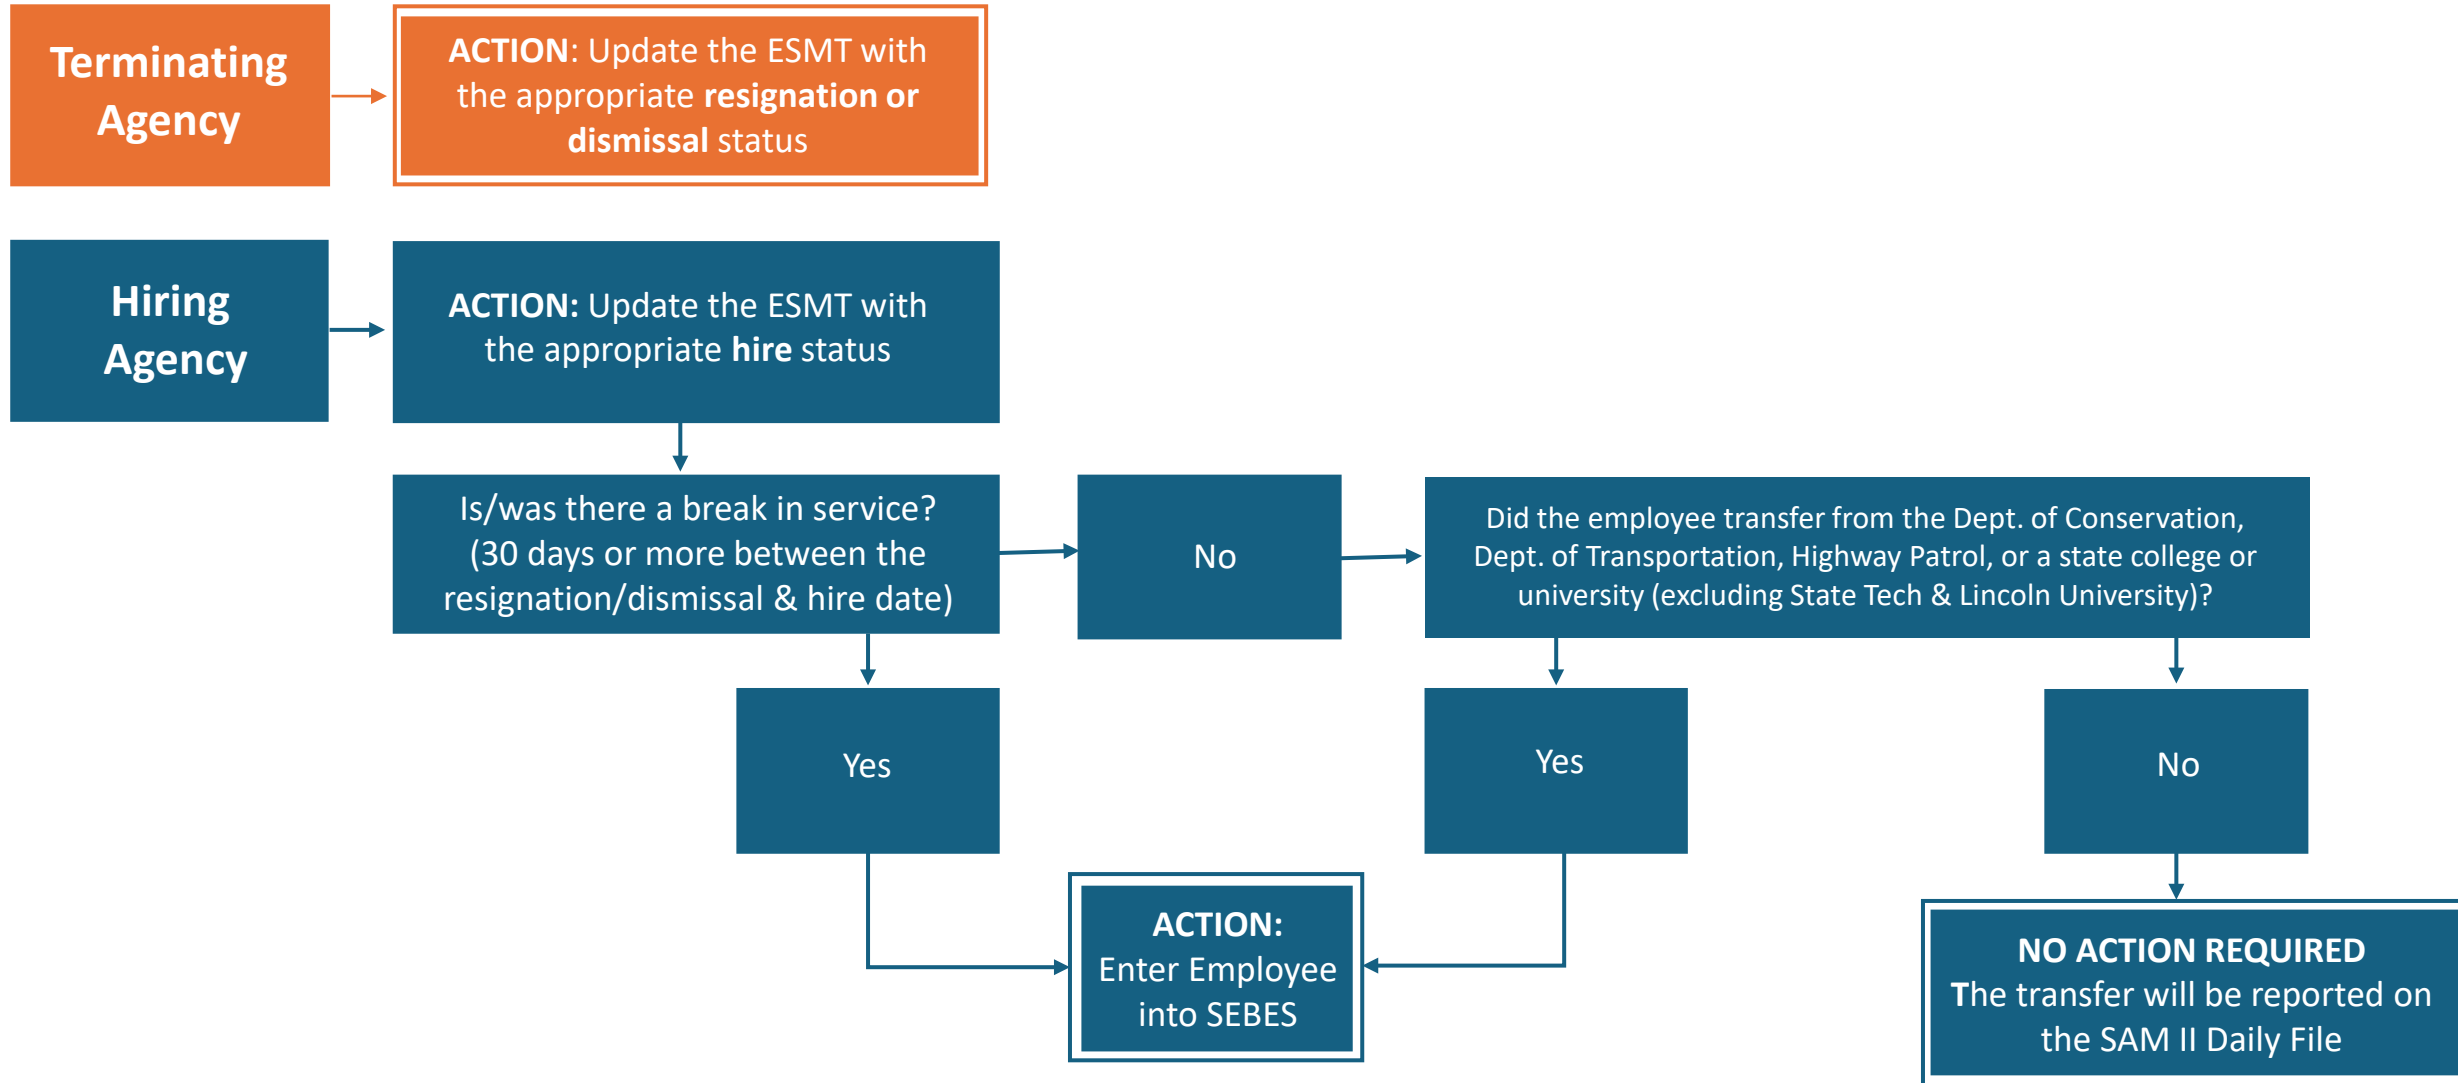 Terminating
Agency
ACTION: Update the ESMT with
the appropriate resignation or
dismissal status
Hiring
Agency
ACTION: Update the ESMT with
the appropriate hire status
Is/was there a break in service?
(30 days or more between the
resignation/dismissal & hire date)
No
Did the employee transfer from the Dept. of Conservation,
Dept. of Transportation, Highway Patrol, or a state college or
university (excluding State Tech & Lincoln University)?
Yes
Yes
No
ACTION:
Enter Employee
into SEBES
NO ACTION REQUIRED
The transfer will be reported on
the SAM II Daily File